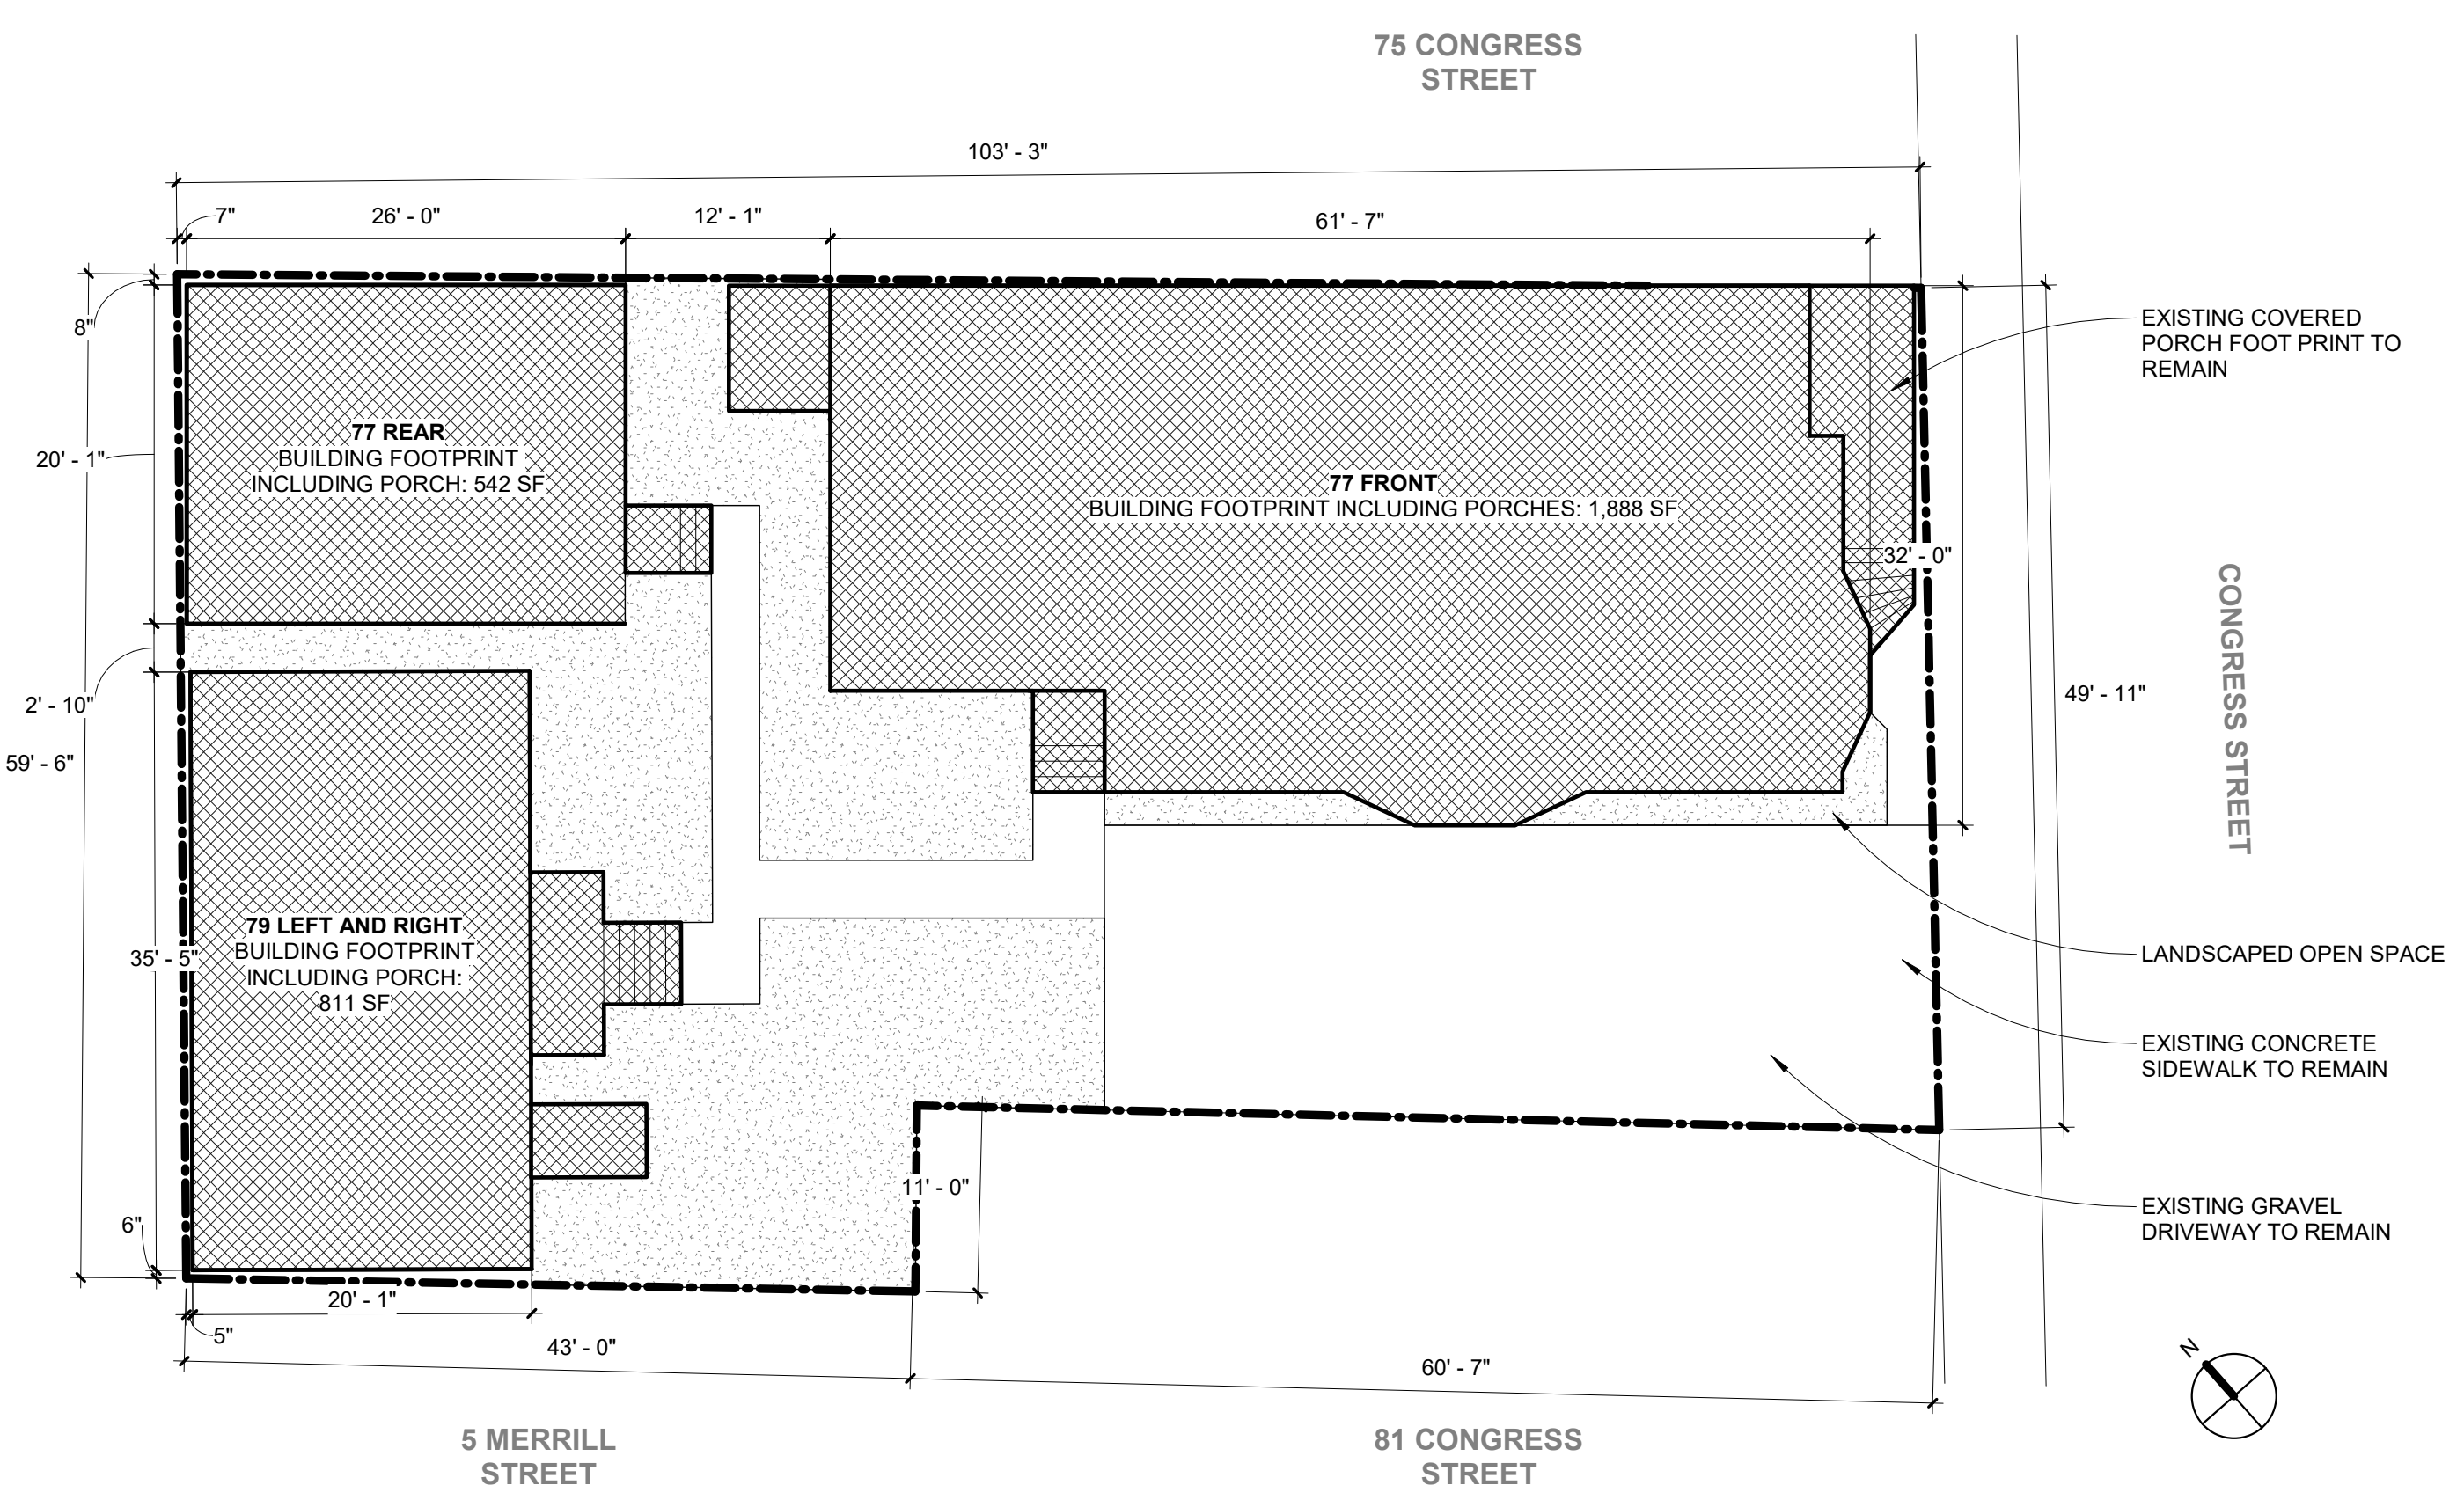 75 CONGRESS
STREET
103' - 3"
7"
26' - 0"
12' - 1"
61' - 7"
8"
EXISTING COVERED
PORCH FOOT PRINT TO
REMAIN
77 REAR
BUILDING FOOTPRINT
INCLUDING PORCH: 542 SF
20' - 1"
77 FRONT
BUILDING FOOTPRINT INCLUDING PORCHES: 1,888 SF
32' - 0"
CONGRESS STREET
49' - 11"
2' - 10"
59' - 6"
79 LEFT AND RIGHT
BUILDING FOOTPRINT
INCLUDING PORCH:
811 SF
35' - 5"
LANDSCAPED OPEN SPACE
EXISTING CONCRETE
SIDEWALK TO REMAIN
11' - 0"
EXISTING GRAVEL
DRIVEWAY TO REMAIN
6"
20' - 1"
5"
43' - 0"
60' - 7"
N
5 MERRILL
STREET
81 CONGRESS
STREET